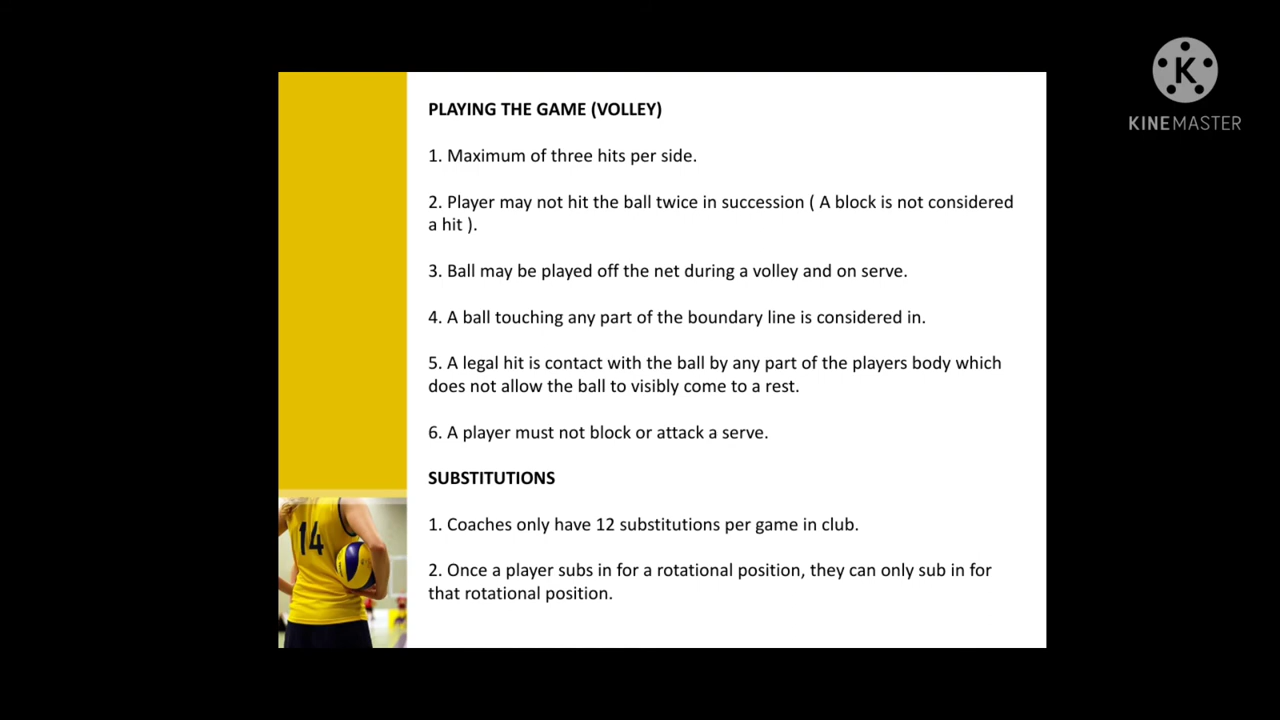 PLAYING THE GAME (VOLLEY)
1. Maximum of three hits per side.
2. Player may not hit the ball twice in succession ( A block is not considered
a hit ).
3. Ball may be played off the net during a volley and on serve.
4. A ball touching any part of the boundary line is considered in.
5. A legal hit is contact with the ball by any part of the players body which
does not allow the ball to visibly come to a rest.
6. A player must not block or attack a serve.
SUBSTITUTIONS
1. Coaches only have 12 substitutions per game in club.
2. Once a player subs in for a rotational position, they can only sub in for
that rotational position.
14
K
KINEMASTER